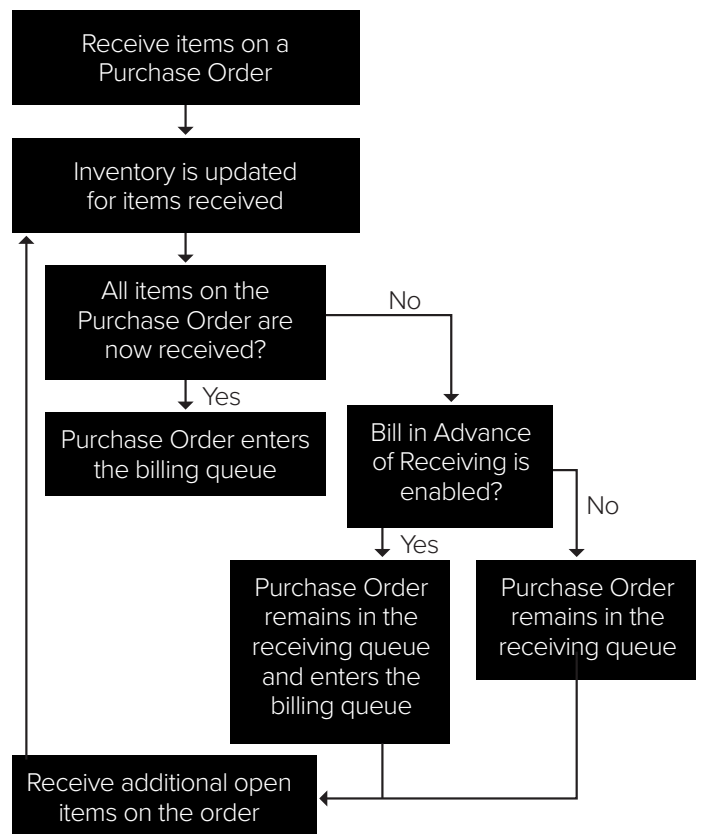 Receive items on a
Purchase Order
Inventory is updated
for items received
All items on the
Purchase Order are
now received?
No
Yes
Purchase Order enters
the billing queue
Bill in Advance
of Receiving is
enabled?
No
Yes
Purchase Order
remains in the
receiving queue
and enters the
billing queue
Purchase Order
remains in the
receiving queue
Receive additional open
items on the order